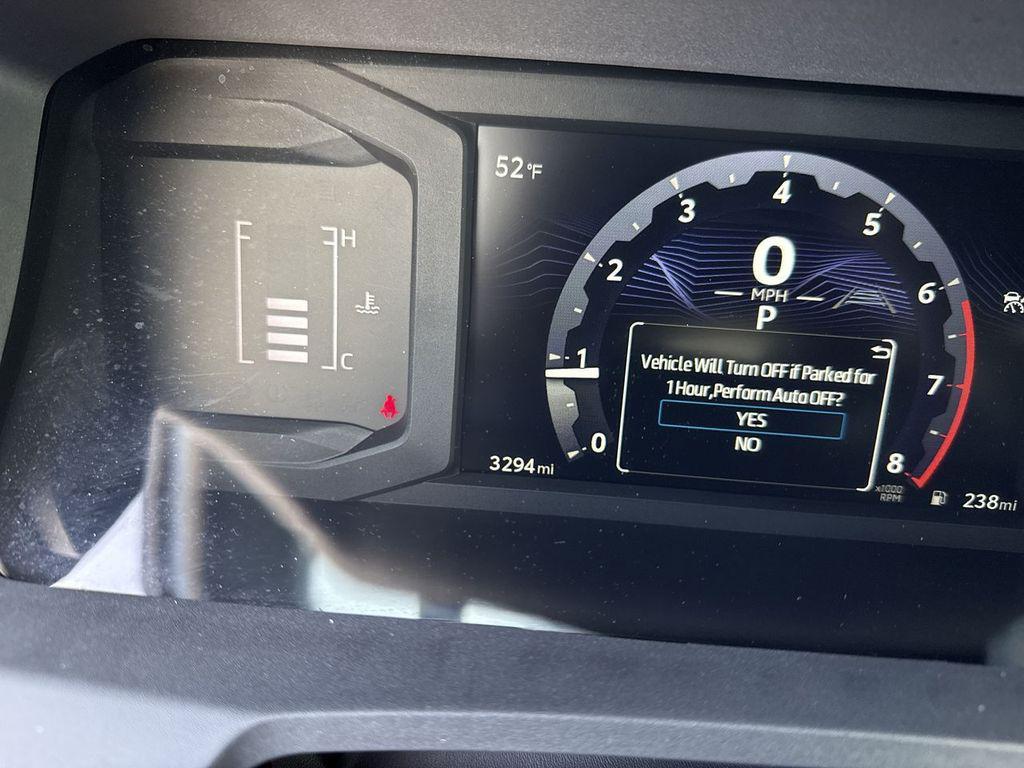 F
H
C
52°F
0
1
2
3
4
5
6
7
8
0
MPH
P
Vehicle Will Turn OFF if Parked for
1 Hour,Perform Auto OFF?
YES
NO
x1000
RPM
3294mi
238mi